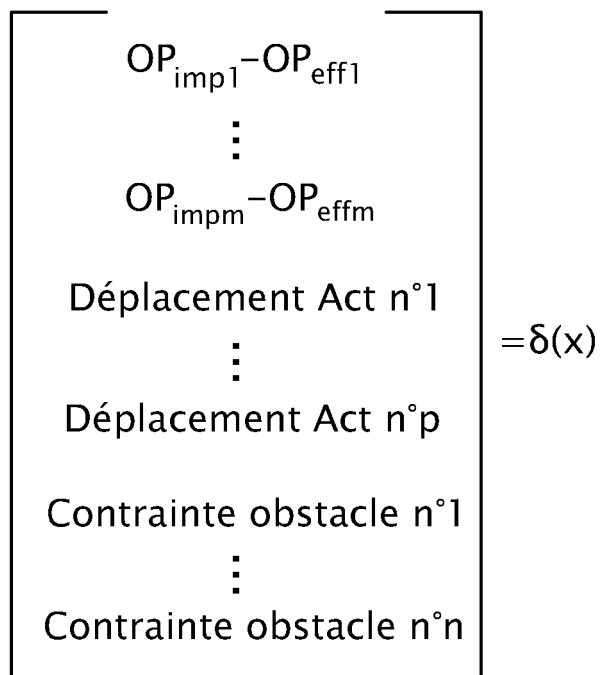 OP_imp1–OP_eff1
⋮
OP_impm–OP_effm
Déplacement Act n°1
⋮
Déplacement Act n°p
=δ(x)
Contrainte obstacle n°1
⋮
Contrainte obstacle n°n